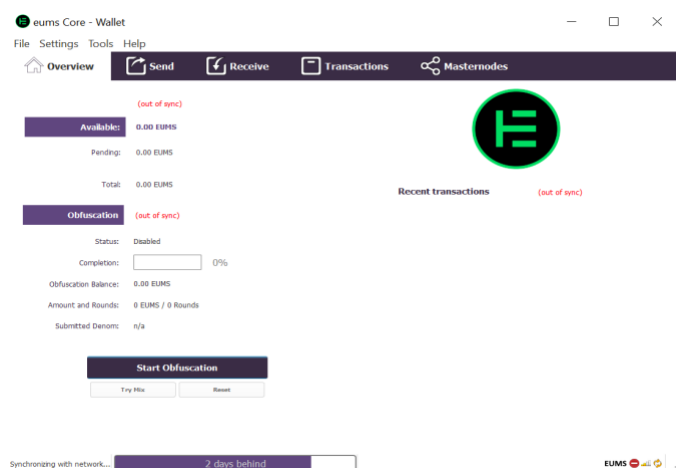 eums Core - Wallet
File Settings Tools Help
Overview Send Receive Transactions Masternodes
(out of sync)
Available: 0.00 EUMS
Pending: 0.00 EUMS
Total: 0.00 EUMS
Recent transactions (out of sync)
Obfuscation (out of sync)
Status: Disabled
Completion: 0%
Obfuscation Balance: 0.00 EUMS
Amount and Rounds: 0 EUMS / 0 Rounds
Submitted Denom: n/a
Start Obfuscation
Try Mix Reset
Synchronizing with network... 2 days behind EUMS